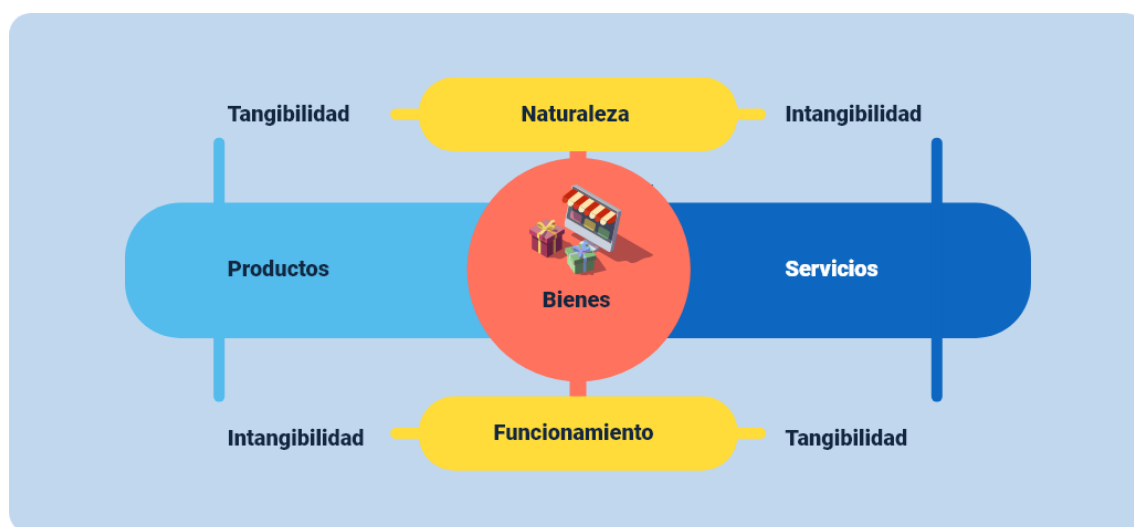 Tangibilidad
Naturaleza
Intangibilidad
Productos
Bienes
Servicios
Intangibilidad
Funcionamiento
Tangibilidad